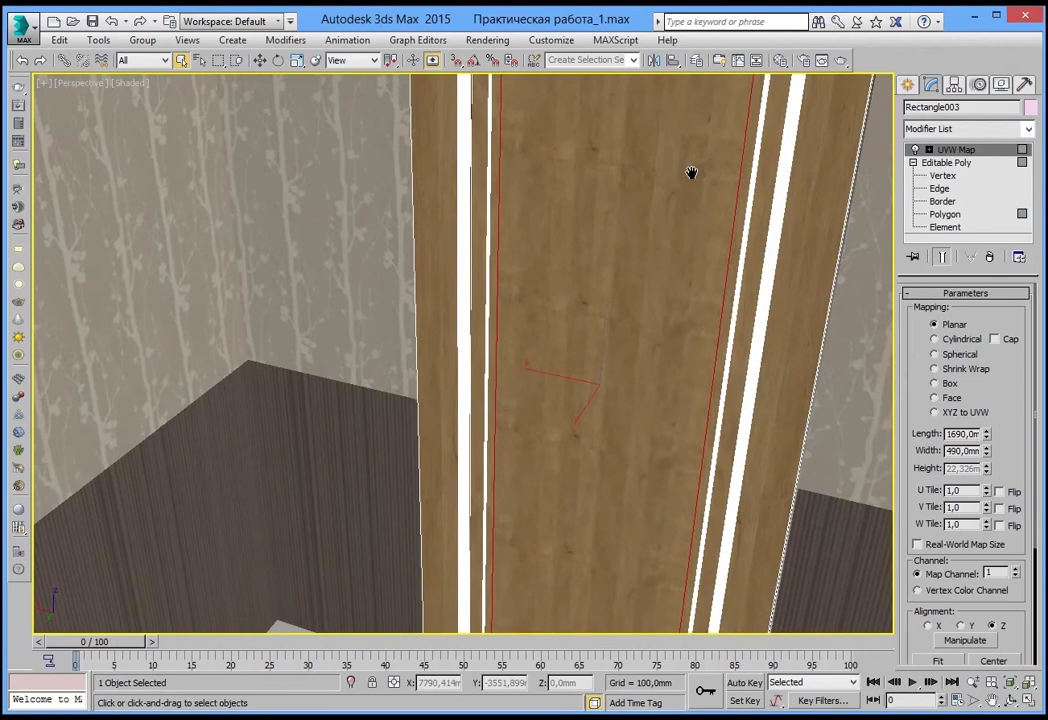 Workspace: Default
Autodesk 3ds Max 2015
Практическая работа_1.max
Type a keyword or phrase
MAX
Edit
Tools
Group
Views
Create
Modifiers
Animation
Graph Editors
Rendering
Customize
MAXScript
Help
All
View
Create Selection Se
[+] [Perspective] [Shaded]
Rectangle003
Modifier List
UVW Map
Editable Poly
Vertex
Edge
Border
Polygon
Element
Parameters
Mapping:
Planar
Cylindrical
Cap
Spherical
Shrink Wrap
Box
Face
XYZ to UVW
Length: 1690,0m
Width: 490,0mm
Height: 22,326m
U Tile: 1,0 Flip
V Tile: 1,0 Flip
W Tile: 1,0 Flip
Real-World Map Size
Channel:
Map Channel: 1
Vertex Color Channel
Alignment:
X Y Z
Manipulate
Fit Center
0 / 100
0 5 10 15 20 25 30 35 40 45 50 55 60 65 70 75 80 85 90 95 100
1 Object Selected
X: 7790,414m
Y: -3551,899m
Z: 0,0mm
Grid = 100,0mm
Auto Key
Selected
Welcome to M
Click or click-and-drag to select objects
Add Time Tag
Set Key
Key Filters...
0